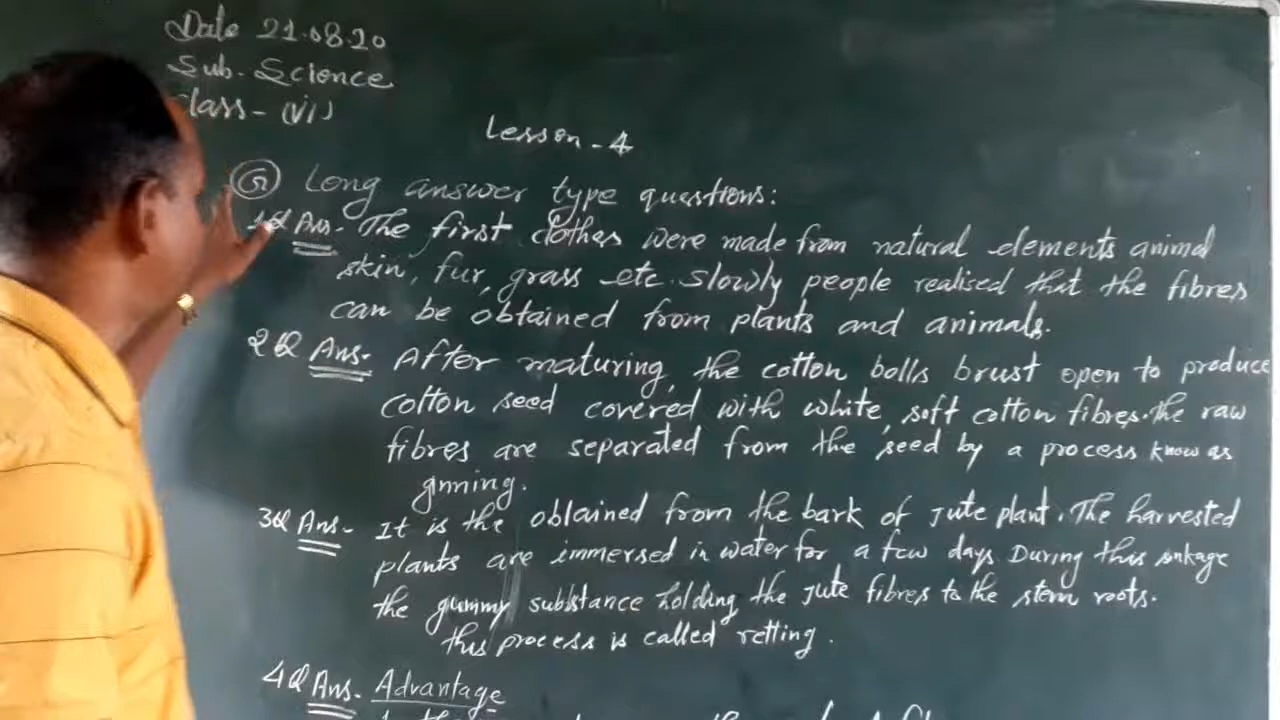 Date 21.08.20
Sub. Science
Class - (VI)
Lesson - 4
G Long answer type questions:
1Q Ans. The first clothes were made from natural elements animal
skin, fur, grass etc. slowly people realised that the fibres
can be obtained from plants and animals.
2Q Ans. After maturing, the cotton bolls brust open to produce
cotton seed covered with white, soft cotton fibres. The raw
fibres are separated from the seed by a process know as
ginning.
3Q Ans - It is the oblained from the bark of jute plant. The harvested
plants are immersed in water for a few days During this
the gummy substance holding the jute fibres to the stem roots.
this process is called retting.
4Q Ans. Advantage